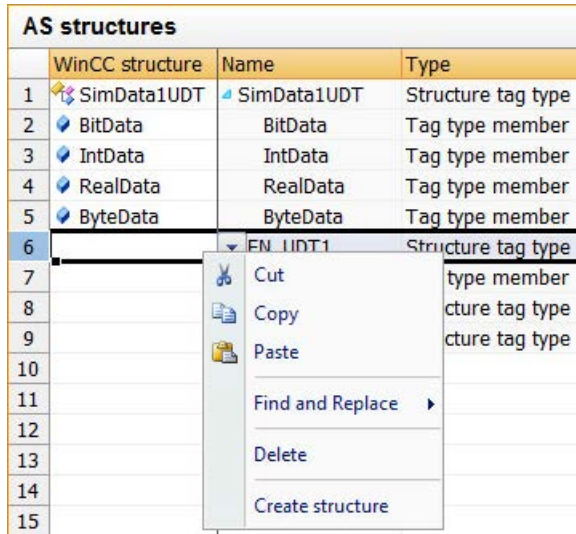 AS structures
WinCC structure Name Type
1 SimData1UDT SimData1UDT Structure tag type
2 BitData BitData Tag type member
3 IntData IntData Tag type member
4 RealData RealData Tag type member
5 ByteData ByteData Tag type member
6 EN_UDT1 Structure tag type
7 type member
8 cture tag type
9 cture tag type
10
11
12
13
14
15
Cut
Copy
Paste
Find and Replace
Delete
Create structure